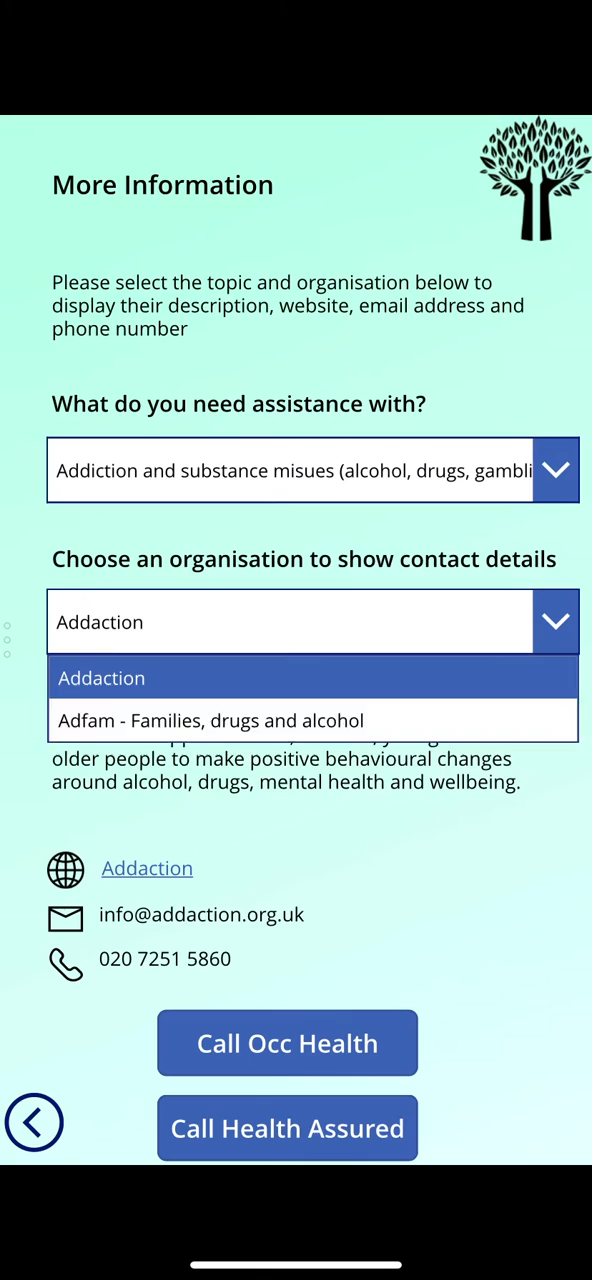 More Information
Please select the topic and organisation below to
display their description, website, email address and
phone number
What do you need assistance with?
Addiction and substance misues (alcohol, drugs, gambli
Choose an organisation to show contact details
Addaction
Addaction
Adfam - Families, drugs and alcohol
older people to make positive behavioural changes
around alcohol, drugs, mental health and wellbeing.
Addaction
info@addaction.org.uk
020 7251 5860
Call Occ Health
Call Health Assured